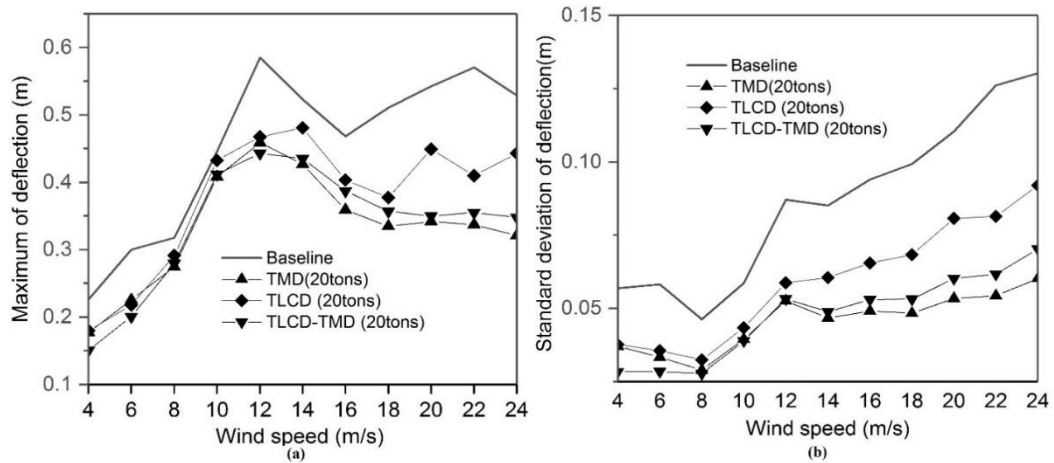 0.6
0.5
0.4
0.3
0.2
0.1
Maximum of deflection (m)
Baseline
TMD(20tons)
TLCD (20tons)
TLCD-TMD (20tons)
4 6 8 10 12 14 16 18 20 22 24
Wind speed (m/s)
(a)
0.15
0.10
0.05
Standard deviation of deflection(m)
Baseline
TMD(20tons)
TLCD (20tons)
TLCD-TMD (20tons)
4 6 8 10 12 14 16 18 20 22 24
Wind speed (m/s)
(b)